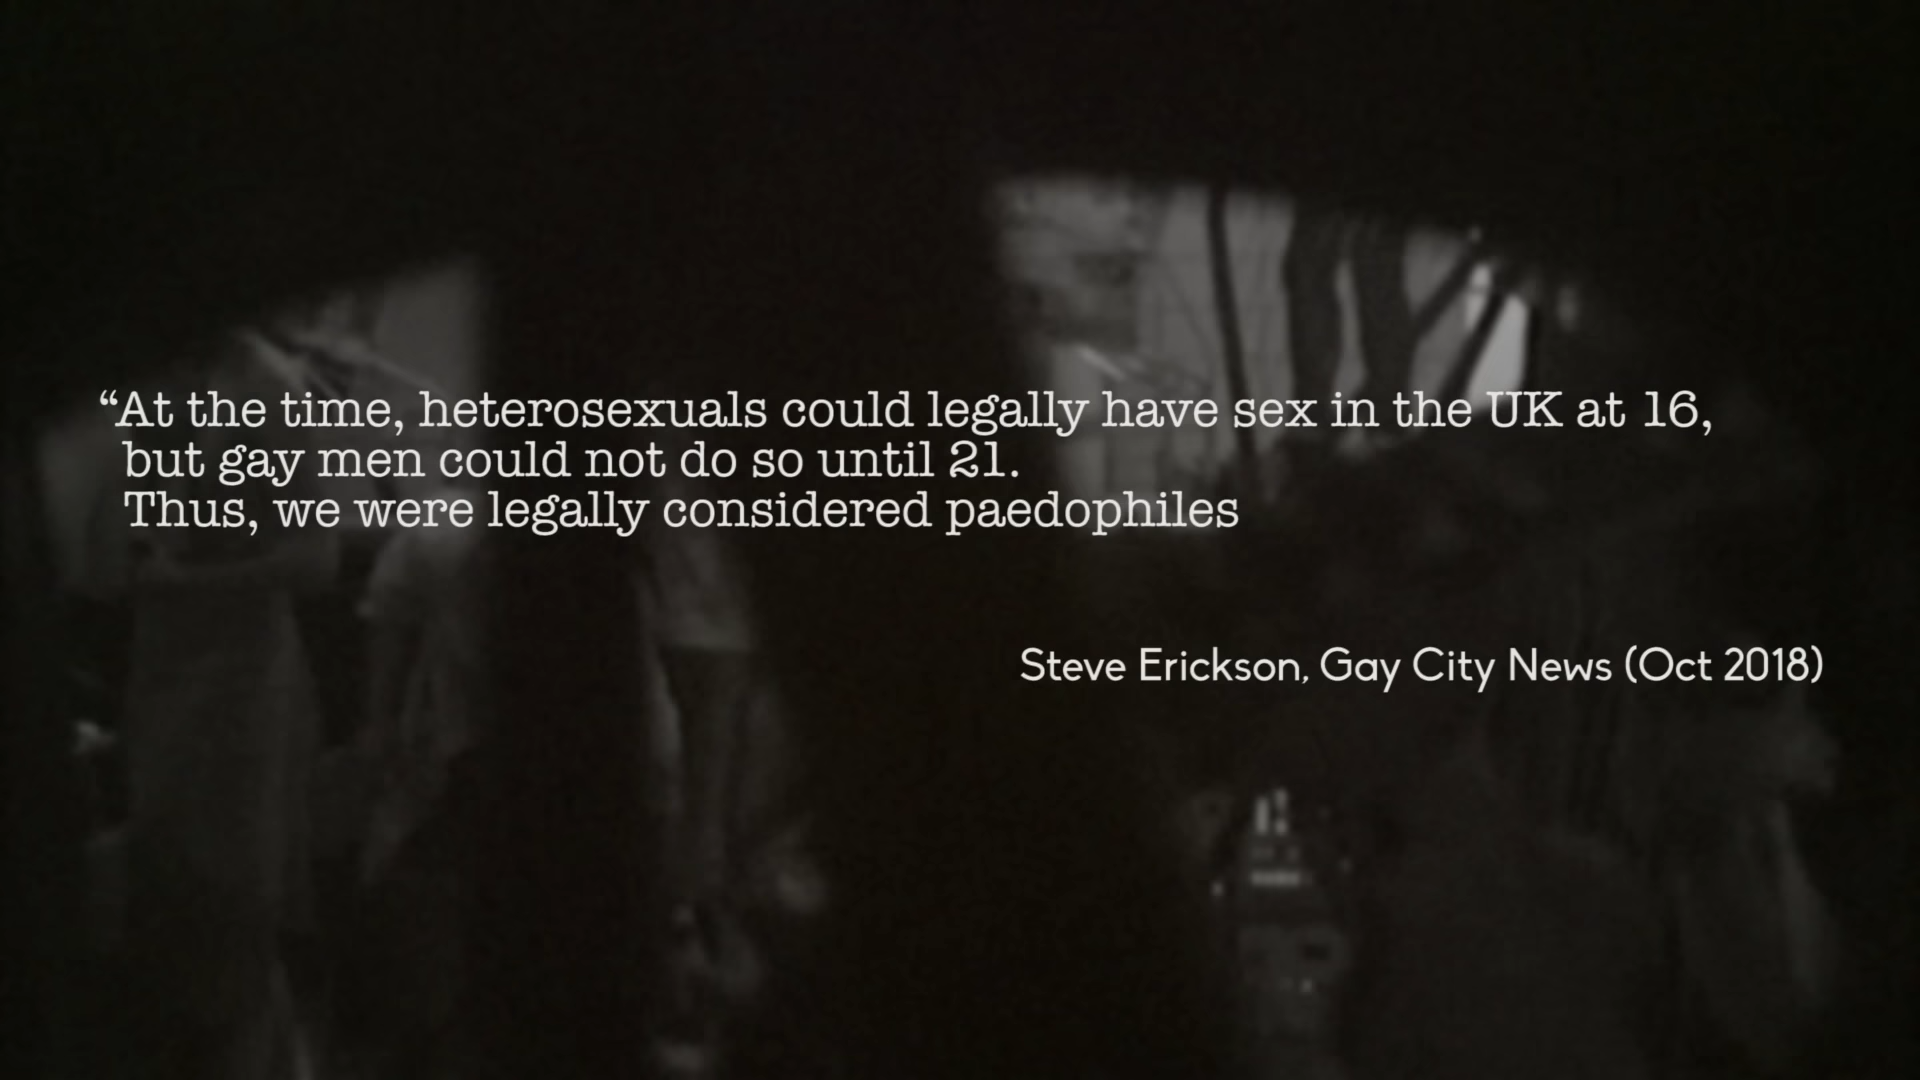 “At the time, heterosexuals could legally have sex in the UK at 16,
but gay men could not do so until 21.
Thus, we were legally considered paedophiles
Steve Erickson, Gay City News (Oct 2018)